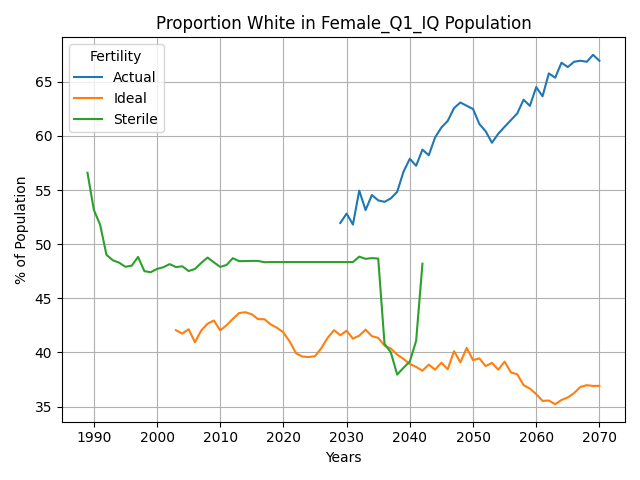 Proportion White in Female_Q1_IQ Population
Fertility
Actual
Ideal
Sterile
% of Population
65
60
55
50
45
40
35
1990 2000 2010 2020 2030 2040 2050 2060 2070
Years